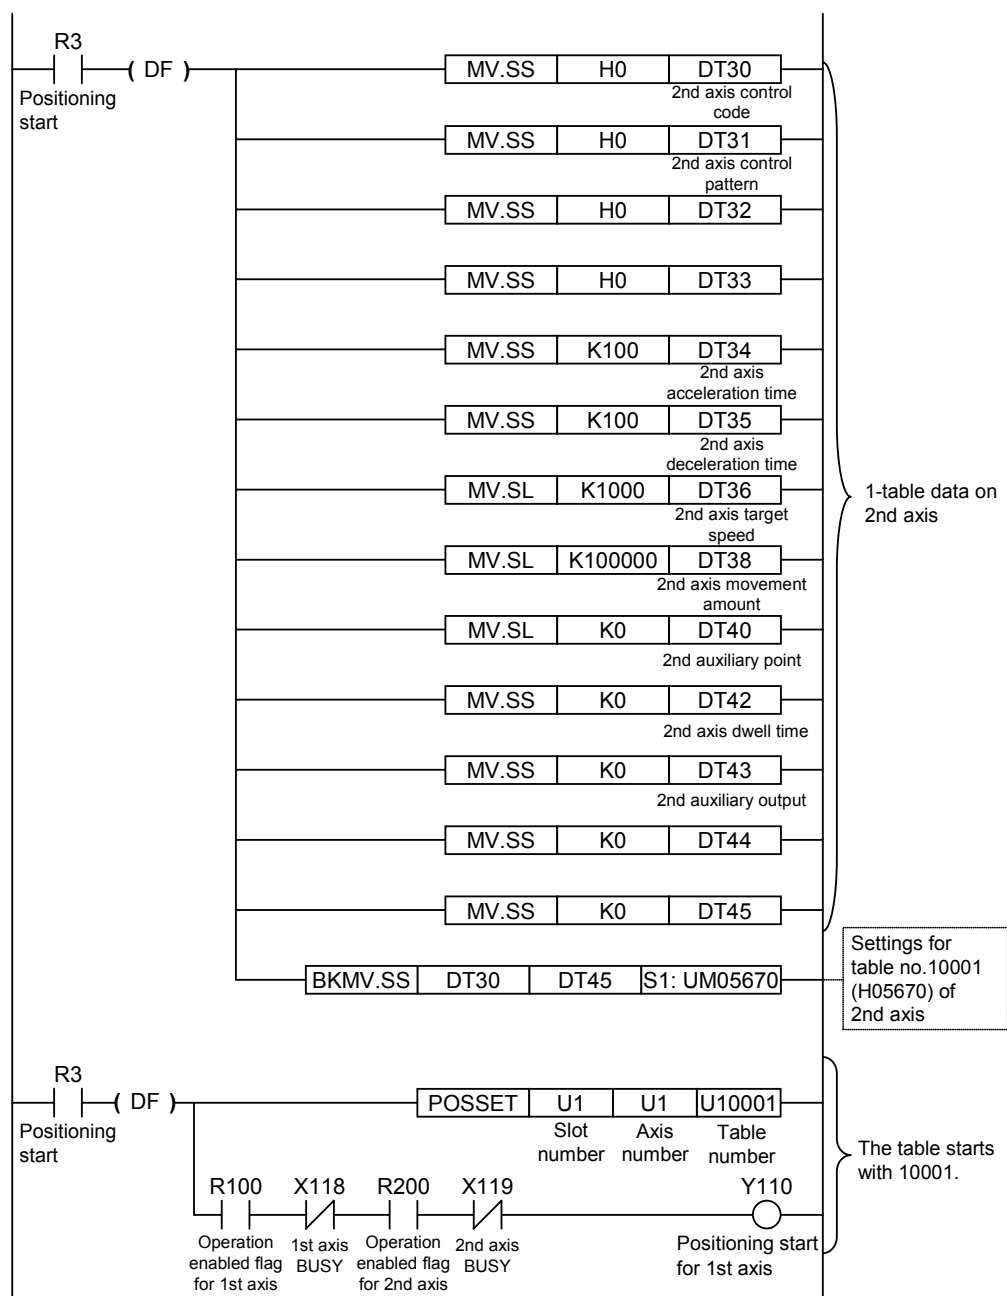 R3
( DF )
Positioning
start
MV.SS H0 DT30
2nd axis control
code
MV.SS H0 DT31
2nd axis control
pattern
MV.SS H0 DT32
MV.SS H0 DT33
MV.SS K100 DT34
2nd axis
acceleration time
MV.SS K100 DT35
2nd axis
deceleration time
MV.SL K1000 DT36
2nd axis target
speed
MV.SL K100000 DT38
2nd axis movement
amount
MV.SL K0 DT40
2nd auxiliary point
MV.SS K0 DT42
2nd axis dwell time
MV.SS K0 DT43
2nd auxiliary output
MV.SS K0 DT44
MV.SS K0 DT45
1-table data on
2nd axis
BKMV.SS DT30 DT45 S1: UM05670
Settings for
table no.10001
(H05670) of
2nd axis
R3
( DF )
Positioning
start
POSSET U1 U1 U10001
Slot
number
Axis
number
Table
number
The table starts
with 10001.
R100 X118 R200 X119 Y110
Operation
enabled flag
for 1st axis
1st axis
BUSY
Operation
enabled flag
for 2nd axis
2nd axis
BUSY
Positioning start
for 1st axis